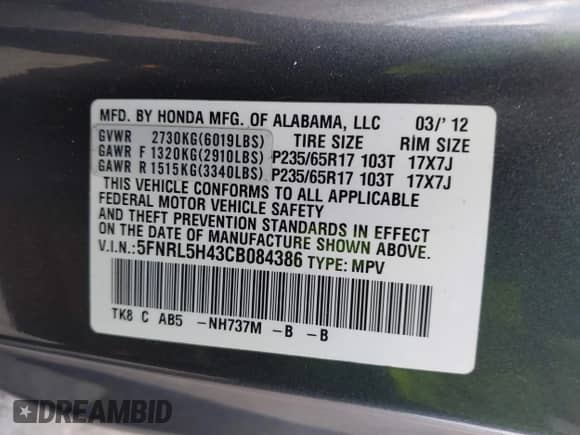 MFD. BY HONDA MFG. OF ALABAMA, LLC 03/' 12
GVWR 2730KG(6019LBS) TIRE SIZE RIM SIZE
GAWR F 1320KG(2910LBS) P235/65R17 103T 17X7J
GAWR R 1515KG(3340LBS) P235/65R17 103T 17X7J
THIS VEHICLE CONFORMS TO ALL APPLICABLE
FEDERAL MOTOR VEHICLE SAFETY
AND THEFT PREVENTION STANDARDS IN EFFECT
ON THE DATE OF MANUFACTURE SHOWN ABOVE.
V.I.N.:5FNRL5H43CB084386 TYPE: MPV
TK8 C AB5 -NH737M -B -B
DREAMBID